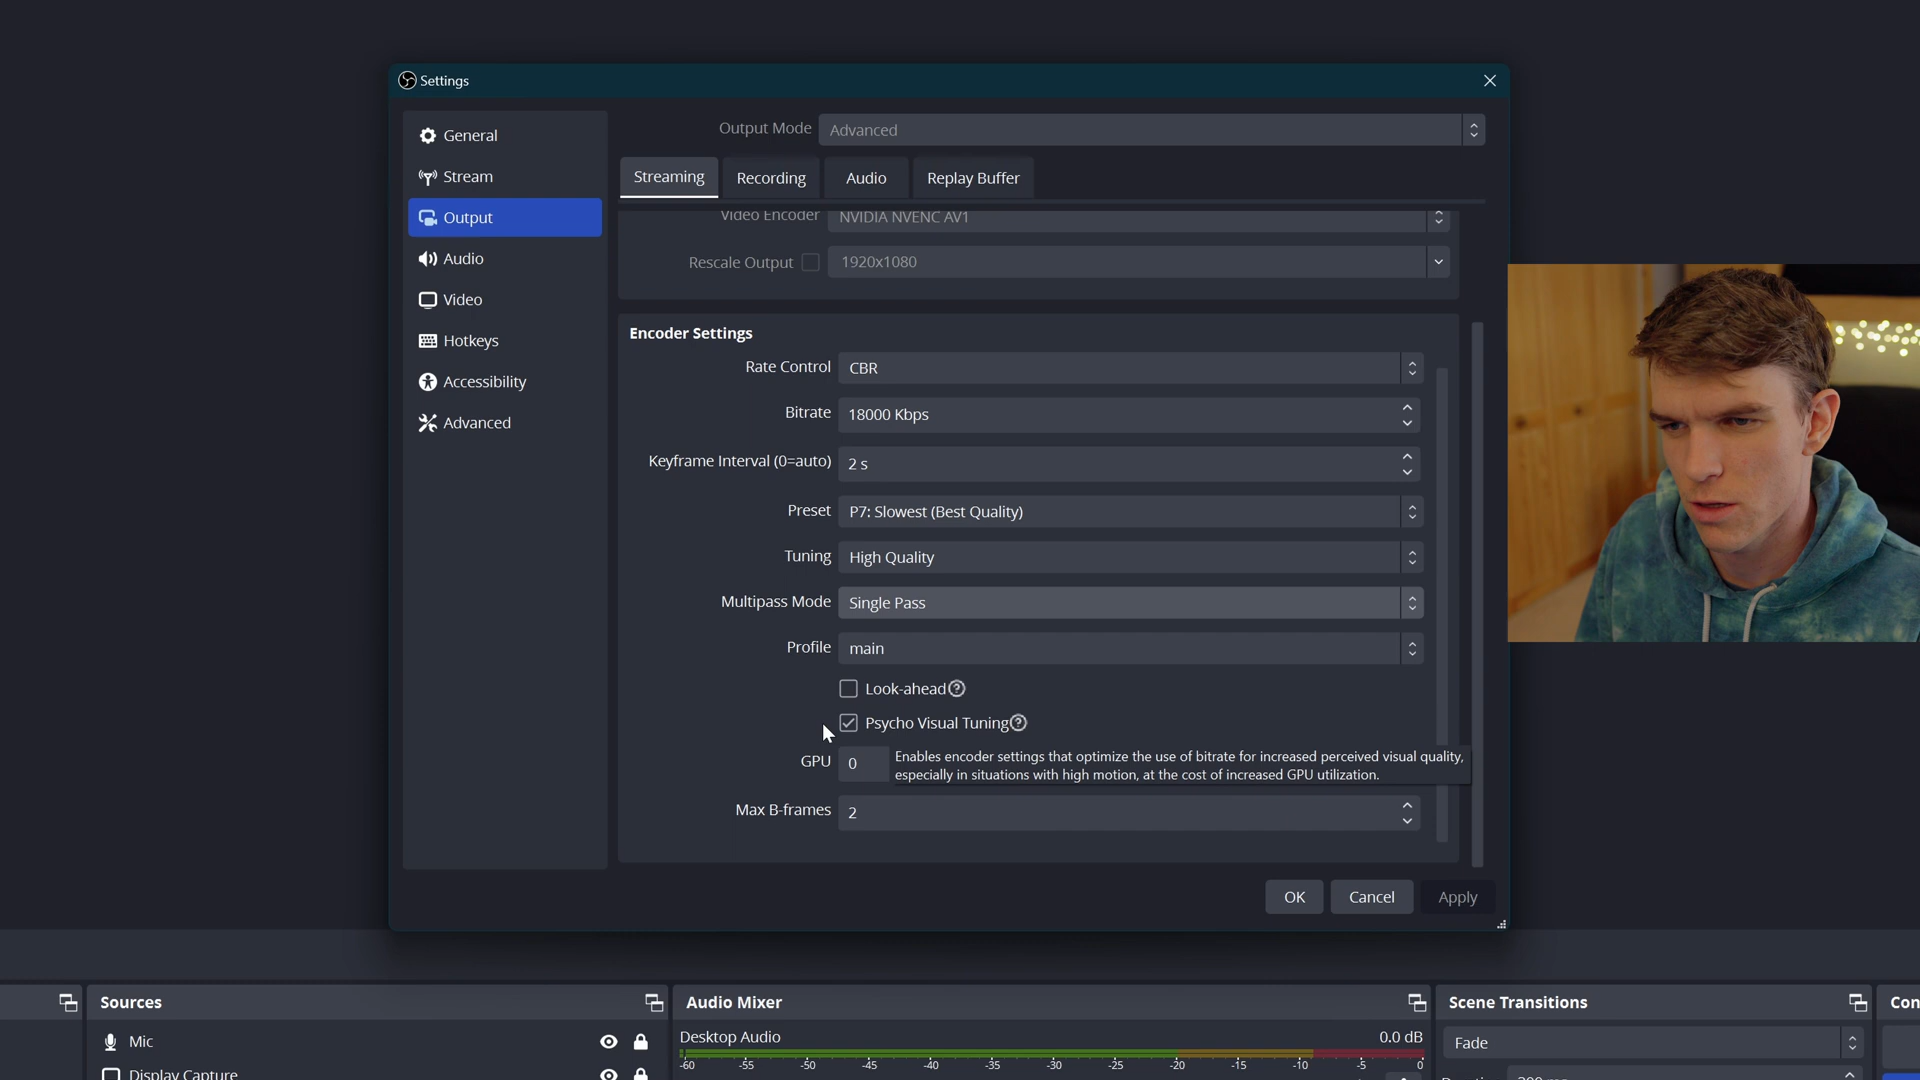 Settings
General
Stream
Output
Audio
Video
Hotkeys
Accessibility
Advanced
Output Mode Advanced
Streaming Recording Audio Replay Buffer
Video Encoder NVIDIA NVENC AV1
Rescale Output 1920x1080
Encoder Settings
Rate Control CBR
Bitrate 18000 Kbps
Keyframe Interval (0=auto) 2 s
Preset P7: Slowest (Best Quality)
Tuning High Quality
Multipass Mode Single Pass
Profile main
Look-ahead
Psycho Visual Tuning
GPU 0
Enables encoder settings that optimize the use of bitrate for increased perceived visual quality,
especially in situations with high motion, at the cost of increased GPU utilization.
Max B-frames 2
OK Cancel Apply
Sources
Mic
Display Capture
Audio Mixer
Desktop Audio 0.0 dB
-60 -55 -50 -45 -40 -35 -30 -25 -20 -15 -10 -5 0
Scene Transitions
Fade
Con